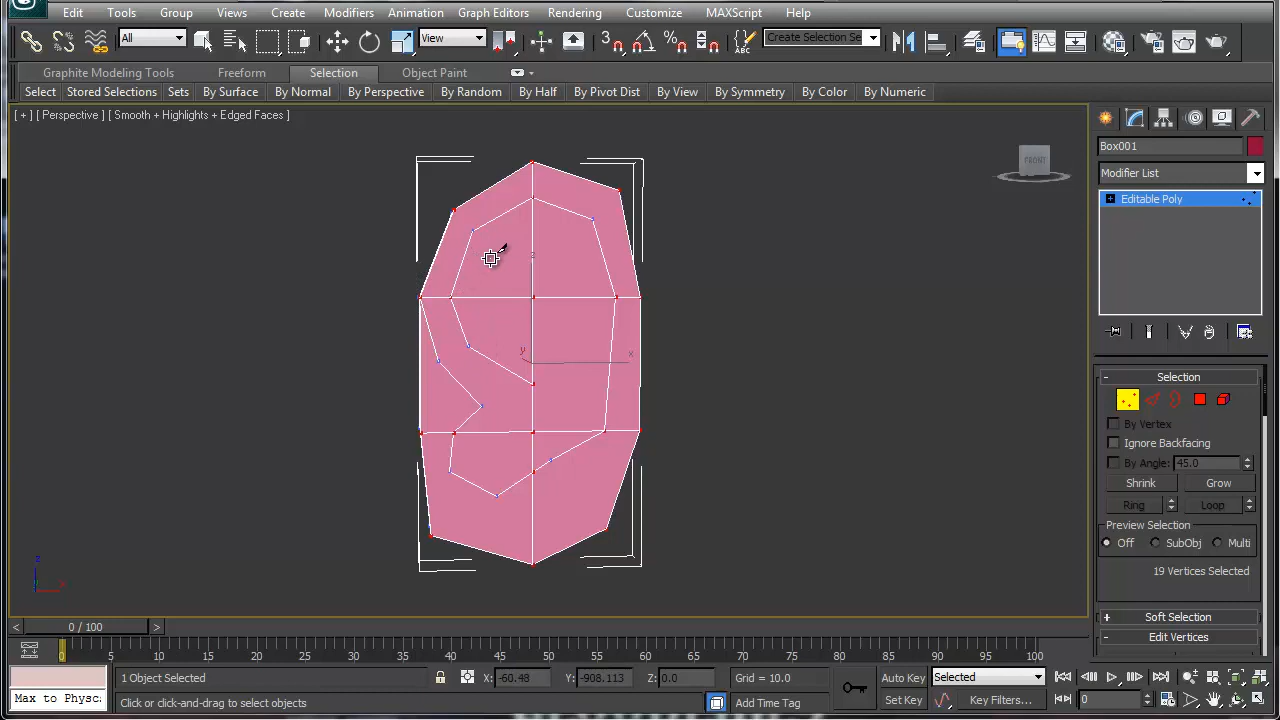 Edit Tools Group Views Create Modifiers Animation Graph Editors Rendering Customize MAXScript Help
All View 3 Create Selection Se
Graphite Modeling Tools Freeform Selection Object Paint
Select Stored Selections Sets By Surface By Normal By Perspective By Random By Half By Pivot Dist By View By Symmetry By Color By Numeric
[ + ] [ Perspective ] [ Smooth + Highlights + Edged Faces ]
FRONT
Box001
Modifier List
Editable Poly
z
y x
z
x
- Selection
By Vertex
Ignore Backfacing
By Angle: 45.0
Shrink Grow
Ring Loop
Preview Selection
Off SubObj Multi
19 Vertices Selected
+ Soft Selection
- Edit Vertices
< 0 / 100 >
0 5 10 15 20 25 30 35 40 45 50 55 60 65 70 75 80 85 90 95 100
1 Object Selected X: -60.48 Y: -908.113 Z: 0.0 Grid = 10.0 Auto Key Selected
Max to Physc
Click or click-and-drag to select objects Add Time Tag Set Key Key Filters... 0